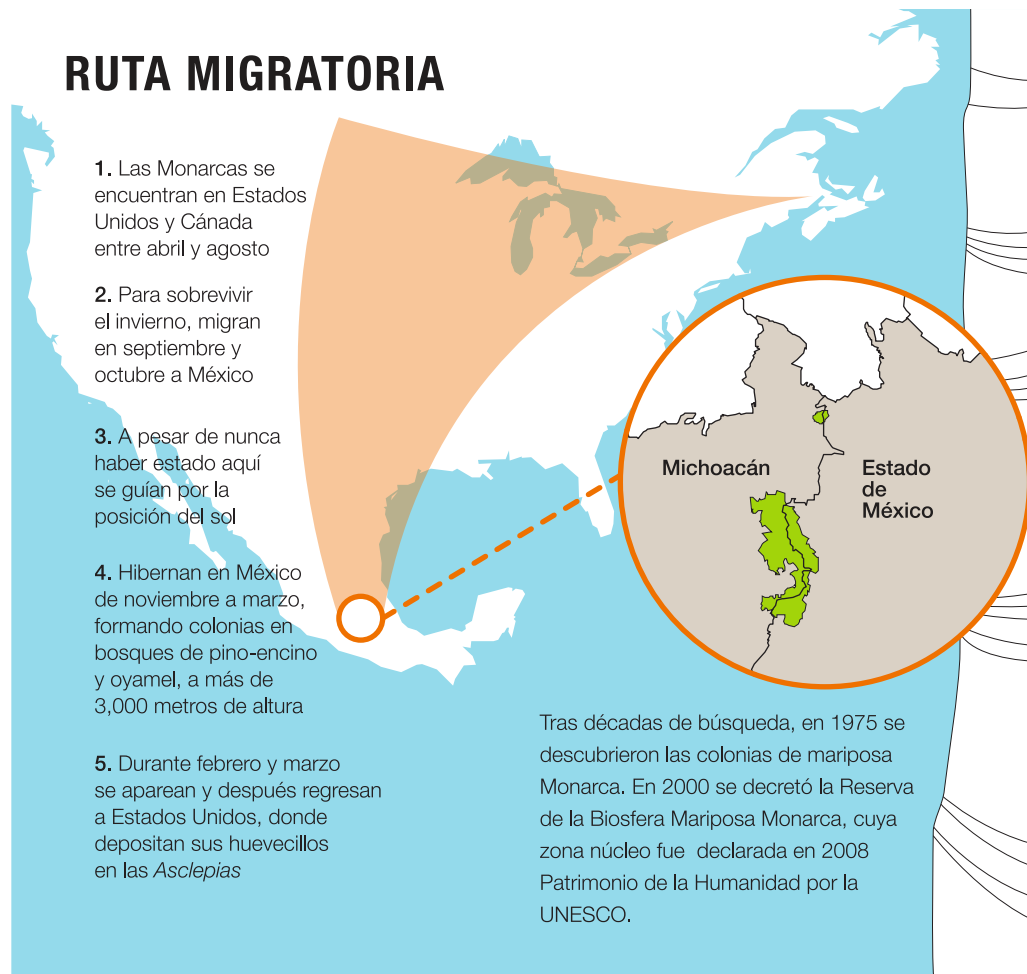 RUTA MIGRATORIA
1. Las Monarcas se
encuentran en Estados
Unidos y Cánada
entre abril y agosto
2. Para sobrevivir
el invierno, migran
en septiembre y
octubre a México
3. A pesar de nunca
haber estado aquí
se guían por la
posición del sol
4. Hibernan en México
de noviembre a marzo,
formando colonias en
bosques de pino-encino
y oyamel, a más de
3,000 metros de altura
5. Durante febrero y marzo
se aparean y después regresan
a Estados Unidos, donde
depositan sus huevecillos
en las Asclepias
Michoacán
Estado
de
México
Tras décadas de búsqueda, en 1975 se
descubrieron las colonias de mariposa
Monarca. En 2000 se decretó la Reserva
de la Biosfera Mariposa Monarca, cuya
zona núcleo fue declarada en 2008
Patrimonio de la Humanidad por la
UNESCO.